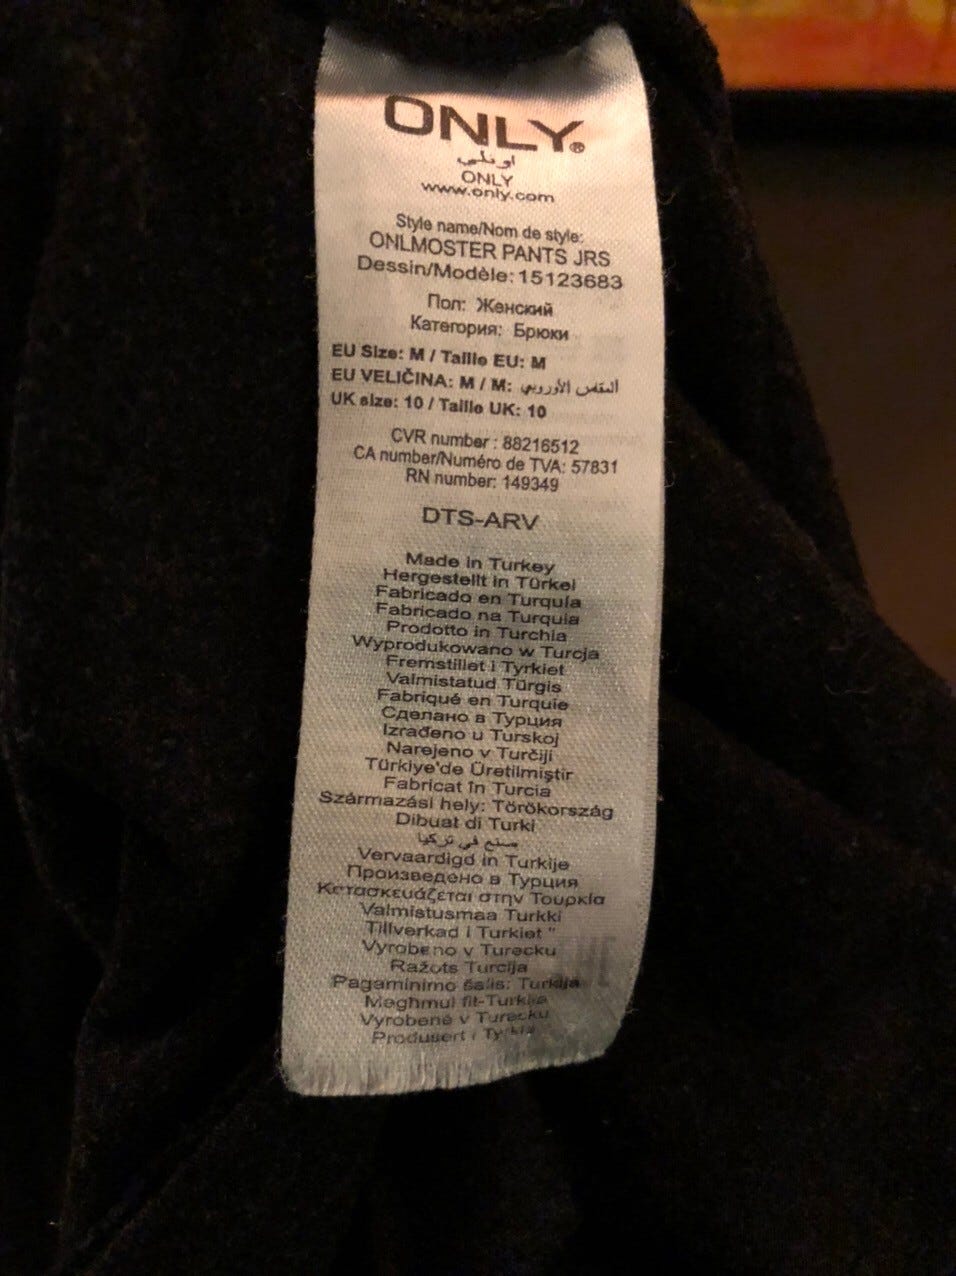 ONLY®
اونلي
ONLY
www.only.com
Style name/Nom de style:
ONLMOSTER PANTS JRS
Dessin/Modèle: 15123683
Пол: Женский
Категория: Брюки
EU Size: M / Taille EU: M
EU VELIČINA: M / M: المقاس الأوروبي
UK size: 10 / Taille UK: 10
CVR number : 88216512
CA number/Numéro de TVA: 57831
RN number: 149349
DTS-ARV
Made in Turkey
Hergestellt in Türkei
Fabricado en Turquia
Fabricado na Turquia
Prodotto in Turchia
Wyprodukowano w Turcja
Fremstillet i Tyrkiet
Valmistatud Türgis
Fabriqué en Turquie
Сделано в Турция
Izrađeno u Turskoj
Narejeno v Turčiji
Türkiye'de Üretilmiştir
Fabricat în Turcia
Származási hely: Törökország
Dibuat di Turki
صنع في تركيا
Vervaardigd in Turkije
Произведено в Турция
Κατασκευάζεται στην Τουρκία
Valmistusmaa Turkki
Tillverkad i Turkiet "
Vyrobeno v Turecku
Ražots Turcija
Pagaminimo šalis: Turkija
Meghmul fit-Turkija
Vyrobené v Turecku
Produsert i